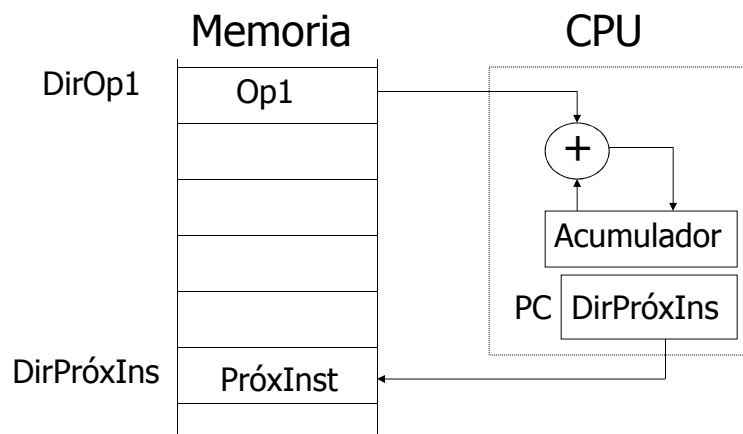 Memoria CPU
DirOp1 Op1
+
Acumulador
PC DirPróxIns
DirPróxIns PróxInst